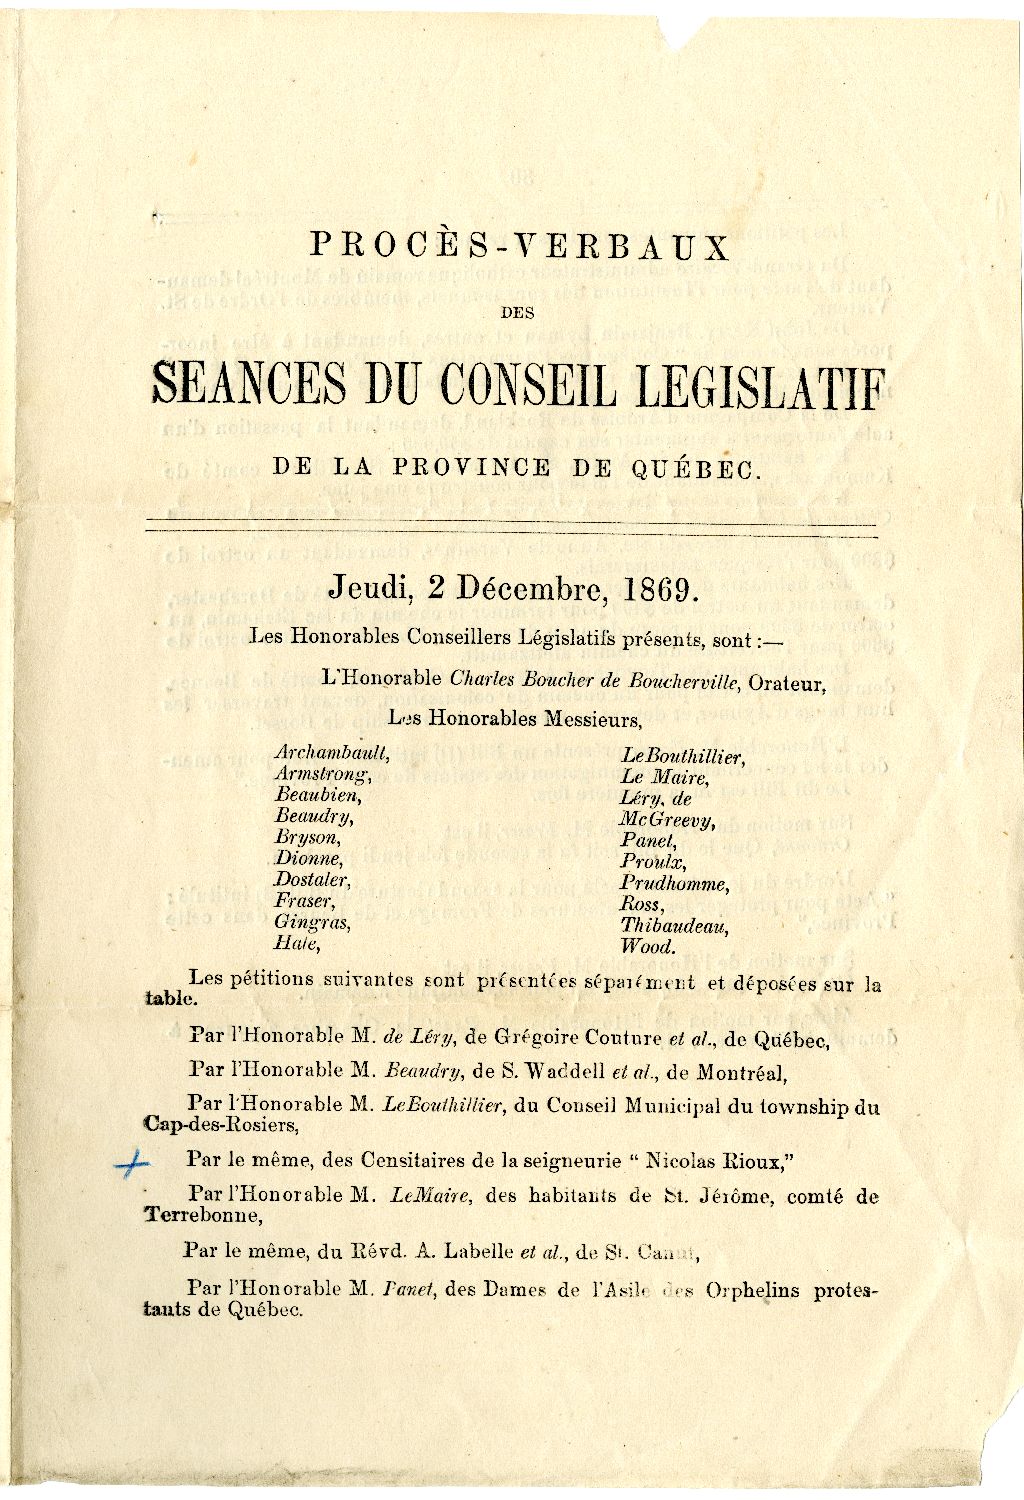 PROCÈS-VERBAUX
DES
SEANCES DU CONSEIL LEGISLATIF
DE LA PROVINCE DE QUÉBEC.
Jeudi, 2 Décembre, 1869.
Les Honorables Conseillers Législatifs présents, sont :—
L'Honorable Charles Boucher de Boucherville, Orateur,
Les Honorables Messieurs,
Archambault,
Armstrong,
Beaubien,
Beaudry,
Bryson,
Dionne,
Dostaler,
Fraser,
Gingras,
Hale,
LeBouthillier,
Le Maire,
Léry, de
McGreevy,
Panet,
Proulx,
Prudhomme,
Ross,
Thibaudeau,
Wood.
Les pétitions suivantes sont présentées séparément et déposées sur la
table.
Par l'Honorable M. de Léry, de Grégoire Couture et al., de Québec,
Par l'Honorable M. Beaudry, de S. Waddell et al., de Montréal,
Par l'Honorable M. LeBouthillier, du Conseil Municipal du township du
Cap-des-Rosiers,
Par le même, des Censitaires de la seigneurie “ Nicolas Rioux,”
Par l'Honorable M. LeMaire, des habitants de St. Jérôme, comté de
Terrebonne,
Par le même, du Révd. A. Labelle et al., de St. Canut,
Par l'Honorable M. Panet, des Dames de l'Asile des Orphelins protes-
tants de Québec.